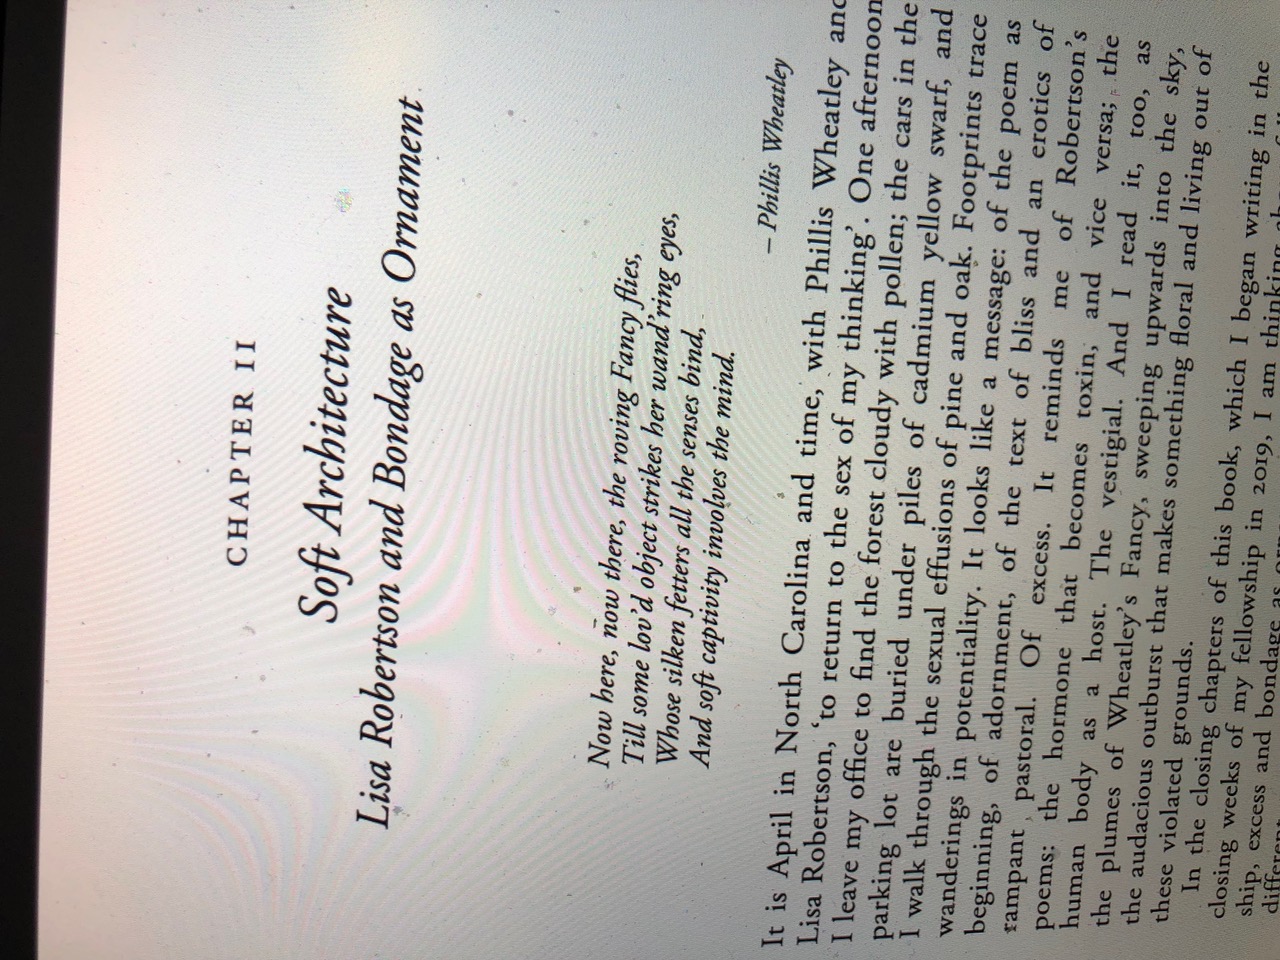 CHAPTER II
Soft Architecture
Lisa Robertson and Bondage as Ornament
Now here, now there, the roving Fancy flies,
Till some lov'd object strikes her wand'ring eyes,
Whose silken fetters all the senses bind,
And soft captivity involves the mind.
– Phillis Wheatley
It is April in North Carolina and time, with Phillis Wheatley and
Lisa Robertson, ‘to return to the sex of my thinking’. One afternoon
I leave my office to find the forest cloudy with pollen; the cars in the
parking lot are buried under piles of cadmium yellow swarf, and
I walk through the sexual effusions of pine and oak. Footprints trace
wanderings in potentiality. It looks like a message: of the poem as
beginning, of adornment, of the text of bliss and an erotics of
rampant pastoral. Of excess. It reminds me of Robertson's
poems: the hormone that becomes toxin, and vice versa; the
human body as a host. The vestigial. And I read it, too, as
the plumes of Wheatley's Fancy, sweeping upwards into the sky,
the audacious outburst that makes something floral and living out of
these violated grounds.
In the closing chapters of this book, which I began writing in the
closing weeks of my fellowship in 2019, I am thinking
ship, excess and bondage as